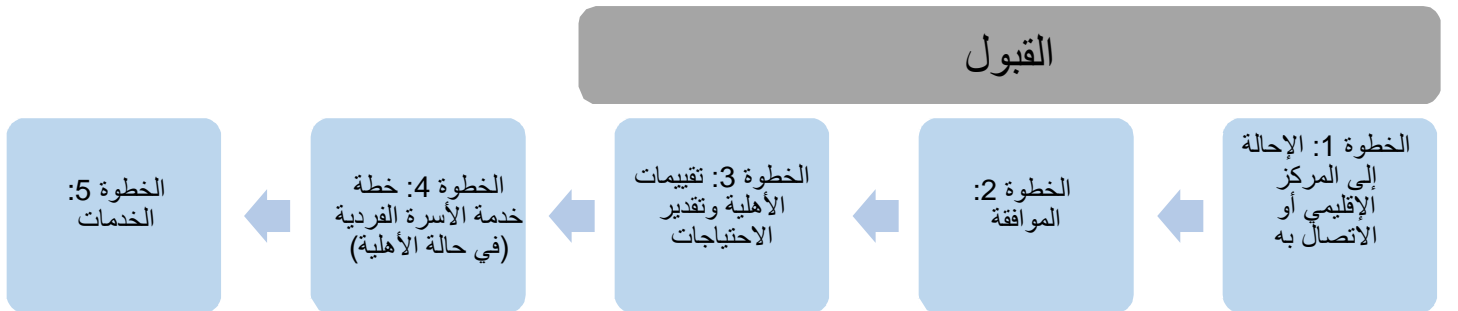 القبول
الخطوة 1: الإحالة
إلى المركز
الإقليمي أو
الاتصال به
الخطوة 2:
الموافقة
الخطوة 3: تقييمات
الأهلية وتقدير
الاحتياجات
الخطوة 4: خطة
خدمة الأسرة الفردية
(في حالة الأهلية)
الخطوة 5:
الخدمات